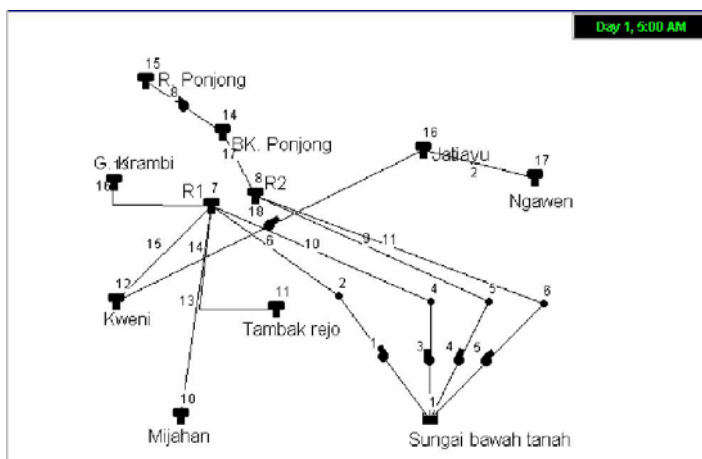 Day 1, 5:00 AM
15
R. Ponjong
8
14
BK. Ponjong
17
16
Jatiayu
2
17
Ngawen
G. Krambi
16
R1
7
8
R2
18
6
10
9
11
15
14
12
Kweni
13
11
Tambak rejo
2
4
5
6
1
3
4
5
10
Mijahan
1
Sungai bawah tanah